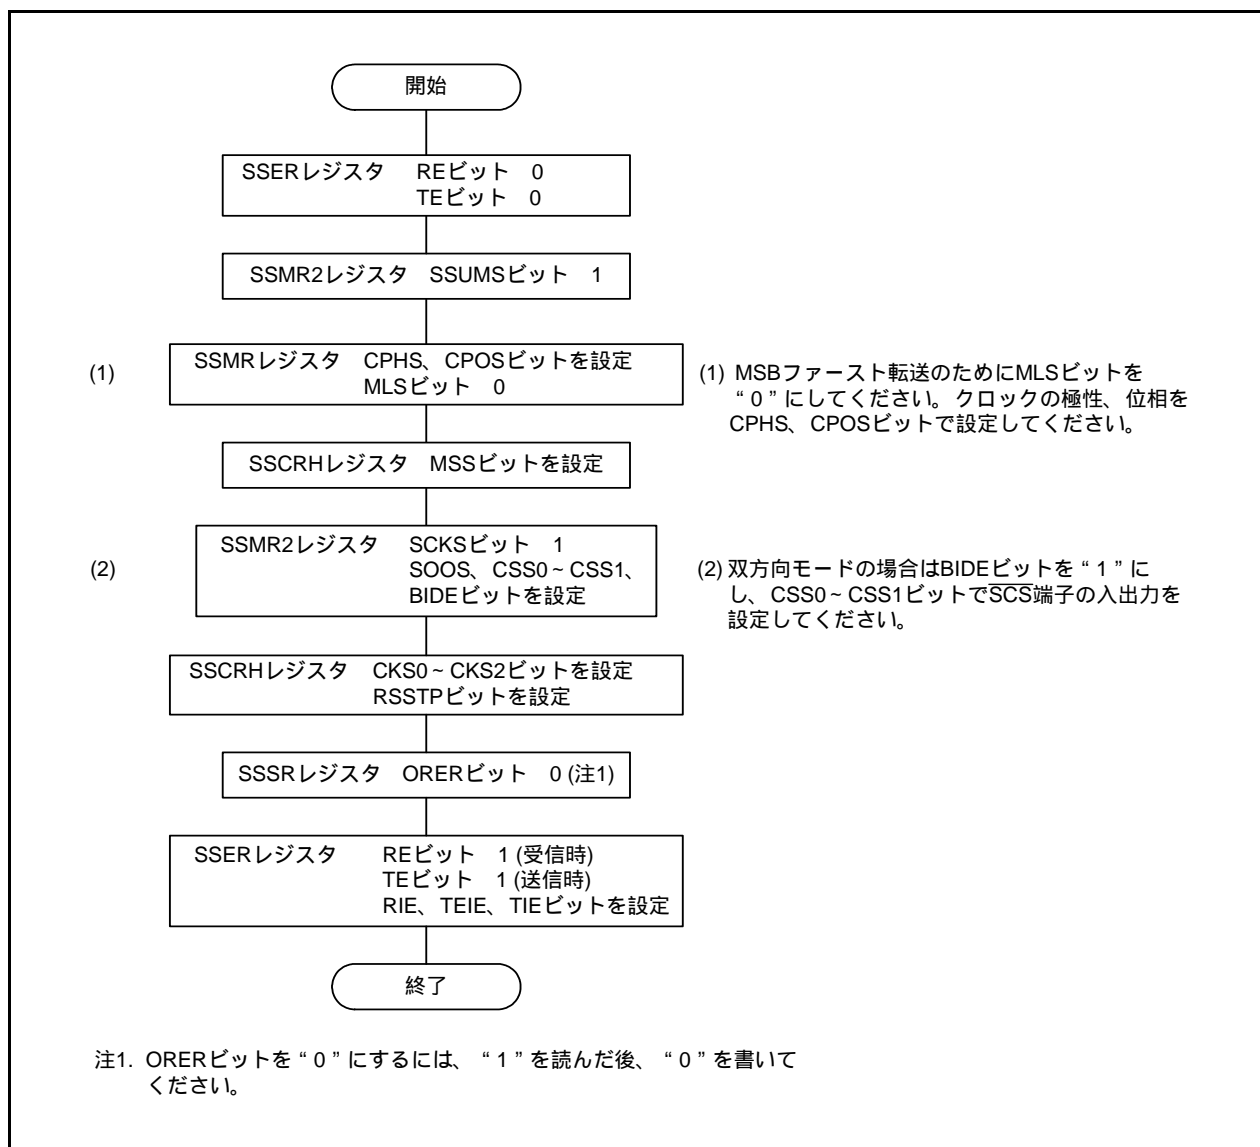 開始
SSERレジスタ REビット 0
TEビット 0
SSMR2レジスタ SSUMSビット 1
(1)
SSMRレジスタ CPHS、CPOSビットを設定
MLSビット 0
(1) MSBファースト転送のためにMLSビットを
“0”にしてください。クロックの極性、位相を
CPHS、CPOSビットで設定してください。
SSCRHレジスタ MSSビットを設定
(2)
SSMR2レジスタ SCKSビット 1
SOOS、CSS0~CSS1、
BIDEビットを設定
(2) 双方向モードの場合はBIDEビットを“1”に
し、CSS0~CSS1ビットでSCS端子の入出力を
設定してください。
SSCRHレジスタ CKS0~CKS2ビットを設定
RSSTPビットを設定
SSSRレジスタ ORERビット 0 (注1)
SSERレジスタ REビット 1 (受信時)
TEビット 1 (送信時)
RIE、TEIE、TIEビットを設定
終了
注1. ORERビットを“0”にするには、“1”を読んだ後、“0”を書いて
ください。